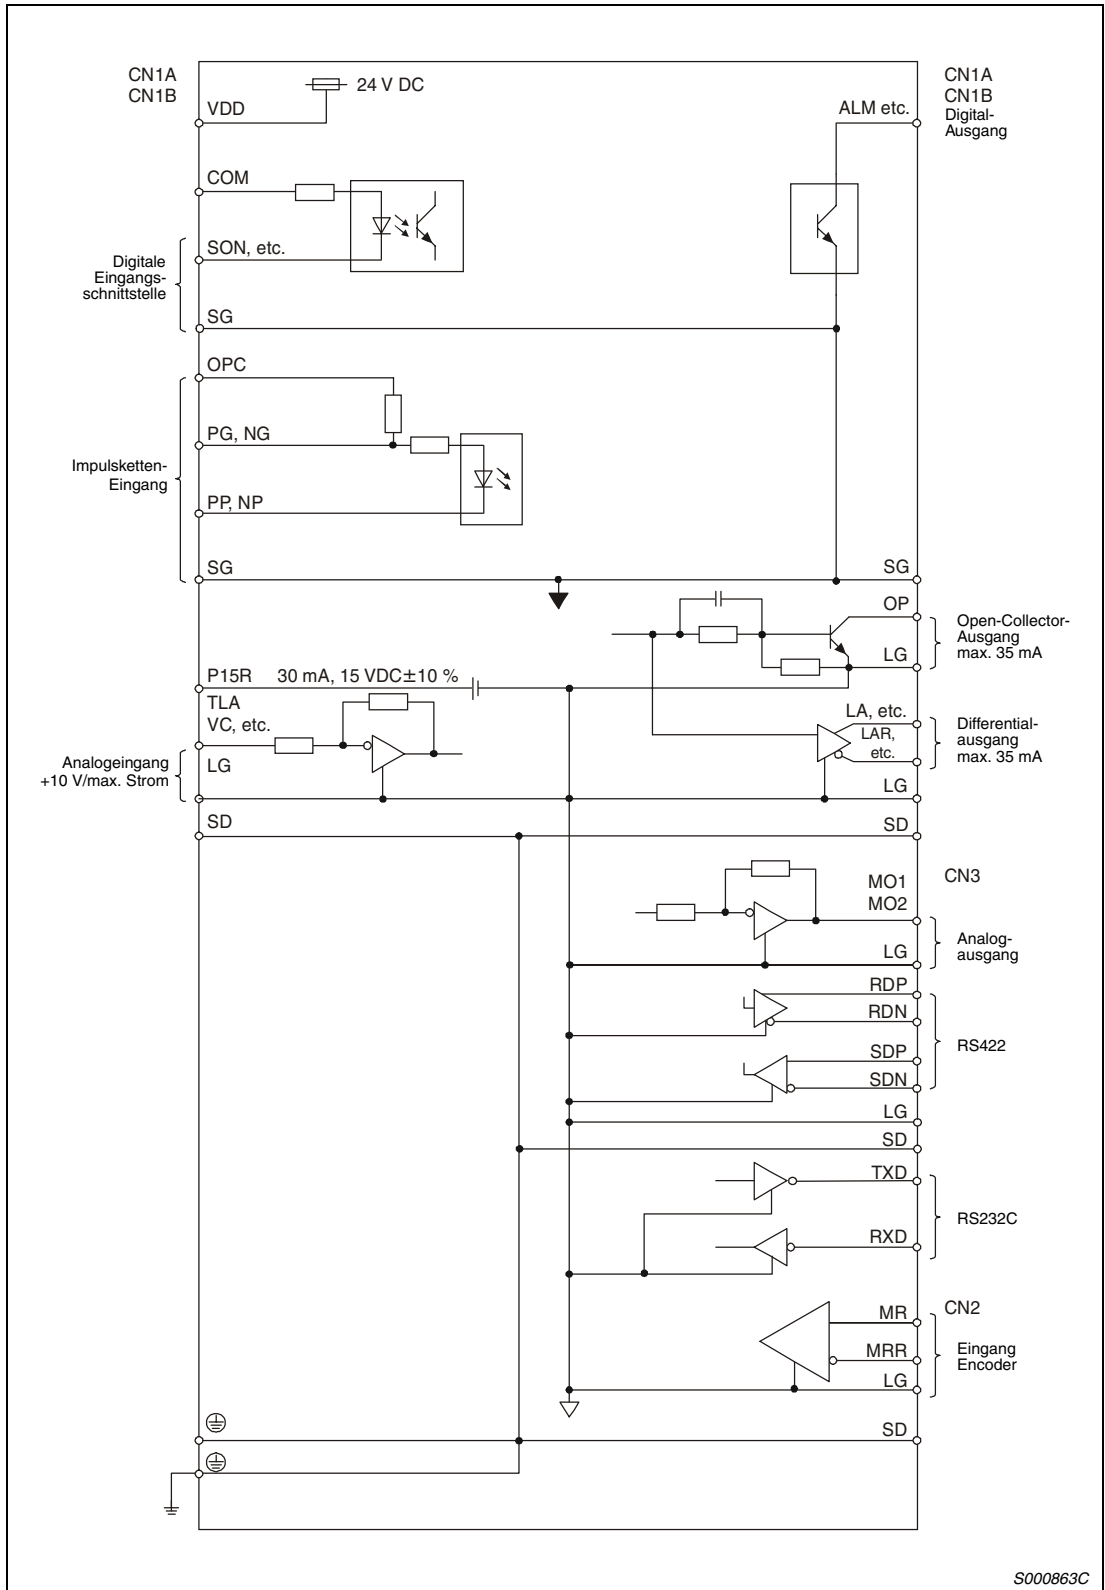 CN1A
CN1B
24 V DC
VDD
CN1A
CN1B
Digital-
Ausgang
ALM etc.
COM
SON, etc.
Digitale
Eingangs-
schnittstelle
SG
OPC
PG, NG
Impulsketten-
Eingang
PP, NP
SG
SG
OP
Open-Collector-
Ausgang
max. 35 mA
LG
P15R
30 mA, 15 VDC±10 %
TLA
VC, etc.
LA, etc.
LAR,
etc.
Differential-
ausgang
max. 35 mA
Analogeingang
+10 V/max. Strom
LG
LG
SD
SD
CN3
MO1
MO2
Analog-
ausgang
LG
RDP
RDN
RS422
SDP
SDN
LG
SD
TXD
RS232C
RXD
CN2
MR
MRR
Eingang
Encoder
LG
SD
S000863C